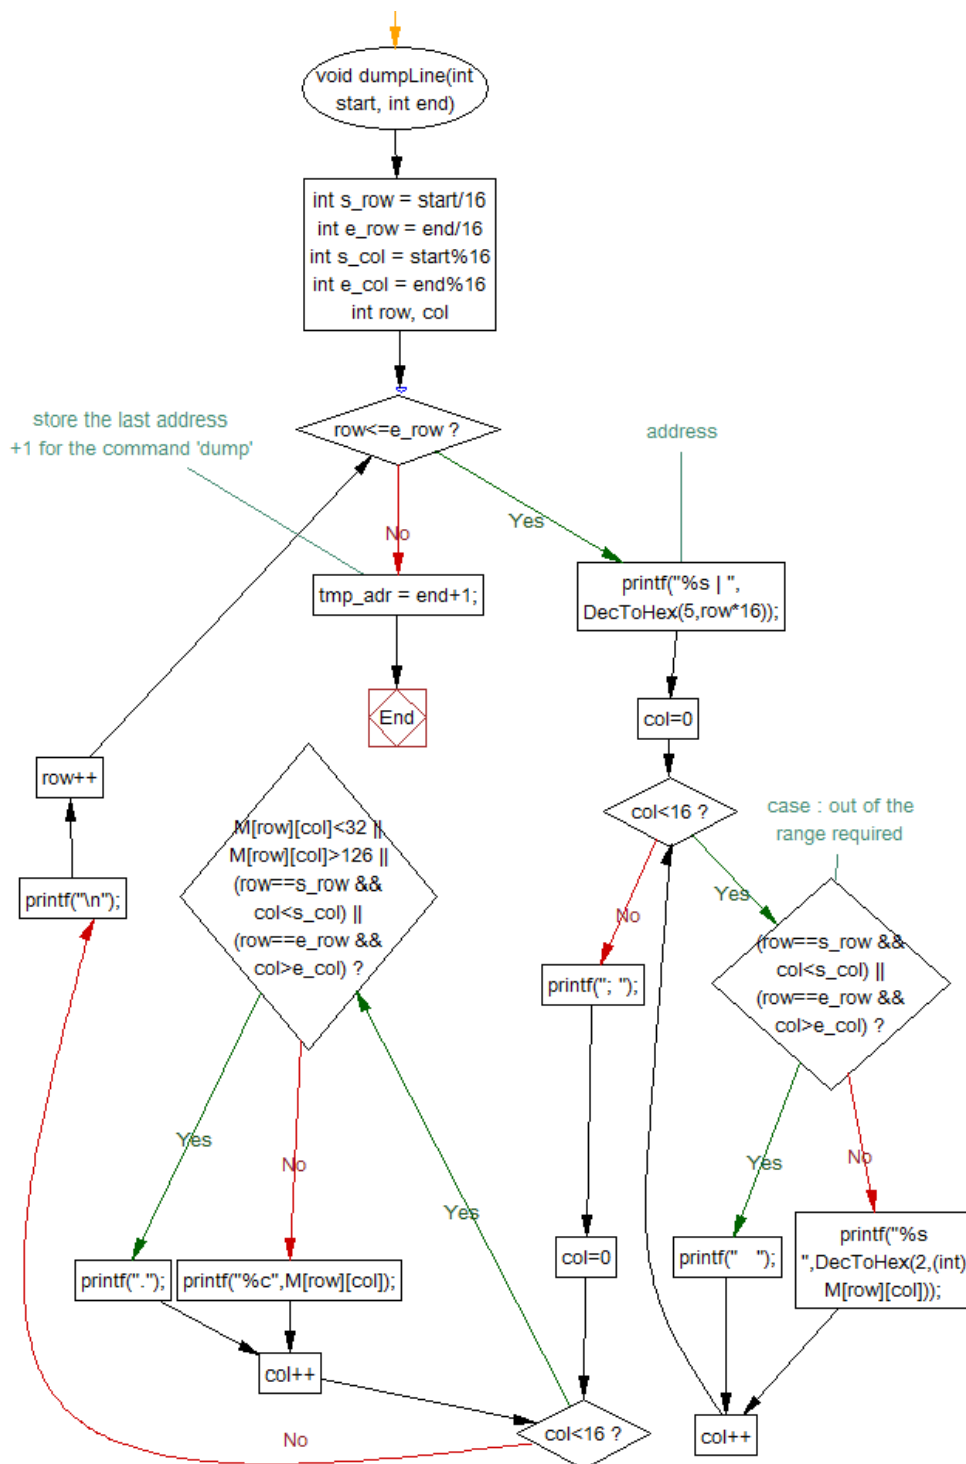 void dumpLine(int
start, int end)
int s_row = start/16
int e_row = end/16
int s_col = start%16
int e_col = end%16
int row, col
store the last address
+1 for the command 'dump'
row<=e_row ?
address
No
Yes
tmp_adr = end+1;
printf("%s | ",
DecToHex(5,row*16));
End
col=0
row++
col<16 ?
case : out of the
range required
M[row][col]<32 ||
M[row][col]>126 ||
(row==s_row &&
col<s_col) ||
(row==e_row &&
col>e_col) ?
printf("\n");
No
Yes
(row==s_row &&
col<s_col) ||
(row==e_row &&
col>e_col) ?
printf("; ");
Yes
No
Yes
No
Yes
printf(".");
printf("%c",M[row][col]);
col=0
printf("   ");
printf("%s
",DecToHex(2,(int)
M[row][col]));
col++
No
col<16 ?
col++